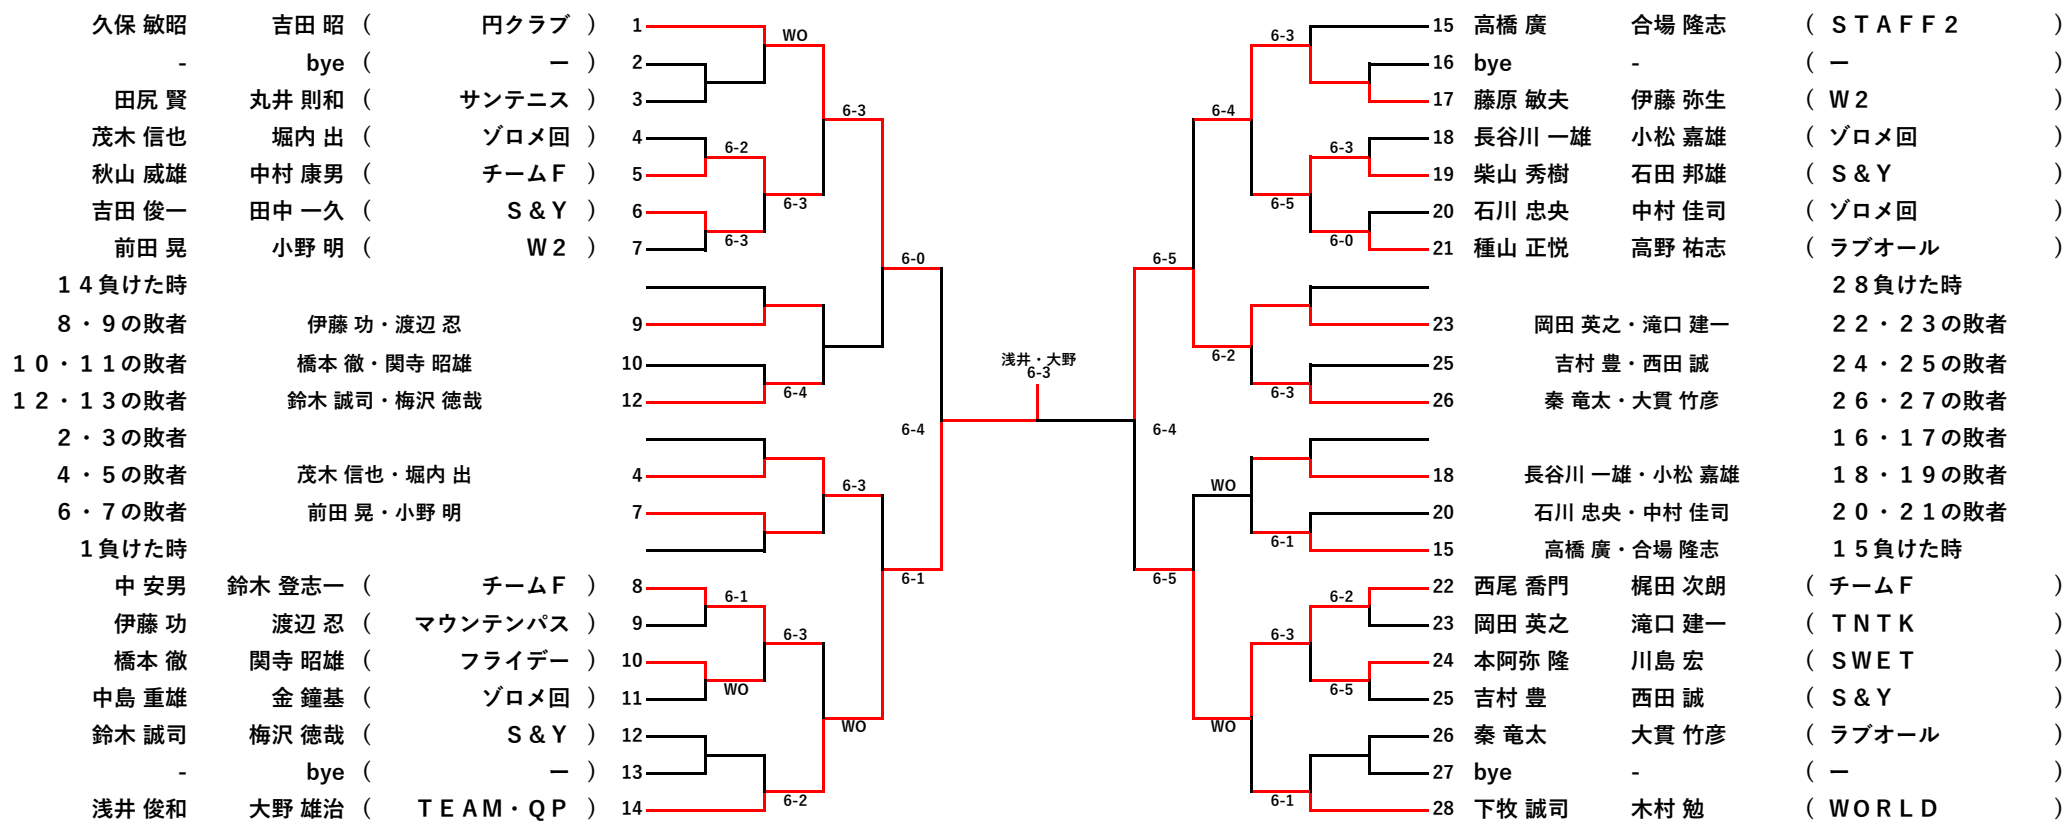 久保 敏昭 吉田 昭 ( 円クラブ ) 1
- bye ( ー ) 2
田尻 賢 丸井 則和 ( サンテニス ) 3
茂木 信也 堀内 出 ( ゾロメ回 ) 4
秋山 威雄 中村 康男 ( チームF ) 5
吉田 俊一 田中 一久 ( S&Y ) 6
前田 晃 小野 明 ( W2 ) 7
14負けた時
8・9の敗者 伊藤 功・渡辺 忍 9
10・11の敗者 橋本 徹・関寺 昭雄 10
12・13の敗者 鈴木 誠司・梅沢 徳哉 12
2・3の敗者
4・5の敗者 茂木 信也・堀内 出 4
6・7の敗者 前田 晃・小野 明 7
1負けた時
中 安男 鈴木 登志一 ( チームF ) 8
伊藤 功 渡辺 忍 ( マウンテンパス ) 9
橋本 徹 関寺 昭雄 ( フライデー ) 10
中島 重雄 金 鐘基 ( ゾロメ回 ) 11
鈴木 誠司 梅沢 徳哉 ( S&Y ) 12
- bye ( ー ) 13
浅井 俊和 大野 雄治 ( TEAM・QP ) 14
WO
6-3
6-2
6-3
6-3
6-0
6-4
6-4
6-3
6-1
6-1
6-3
WO
WO
6-2
浅井・大野
6-3
6-3
6-4
6-3
6-5
6-0
6-5
6-2
6-3
6-4
WO
6-1
6-5
6-2
6-3
6-5
WO
6-1
15 高橋 廣 合場 隆志 ( STAFF2 )
16 bye - ( ー )
17 藤原 敏夫 伊藤 弥生 ( W2 )
18 長谷川 一雄 小松 嘉雄 ( ゾロメ回 )
19 柴山 秀樹 石田 邦雄 ( S&Y )
20 石川 忠央 中村 佳司 ( ゾロメ回 )
21 種山 正悦 高野 祐志 ( ラブオール )
28負けた時
23 岡田 英之・滝口 建一 22・23の敗者
25 吉村 豊・西田 誠 24・25の敗者
26 秦 竜太・大貫 竹彦 26・27の敗者
16・17の敗者
18 長谷川 一雄・小松 嘉雄 18・19の敗者
20 石川 忠央・中村 佳司 20・21の敗者
15 高橋 廣・合場 隆志 15負けた時
22 西尾 喬門 梶田 次朗 ( チームF )
23 岡田 英之 滝口 建一 ( TNTK )
24 本阿弥 隆 川島 宏 ( SWET )
25 吉村 豊 西田 誠 ( S&Y )
26 秦 竜太 大貫 竹彦 ( ラブオール )
27 bye - ( ー )
28 下牧 誠司 木村 勉 ( WORLD )